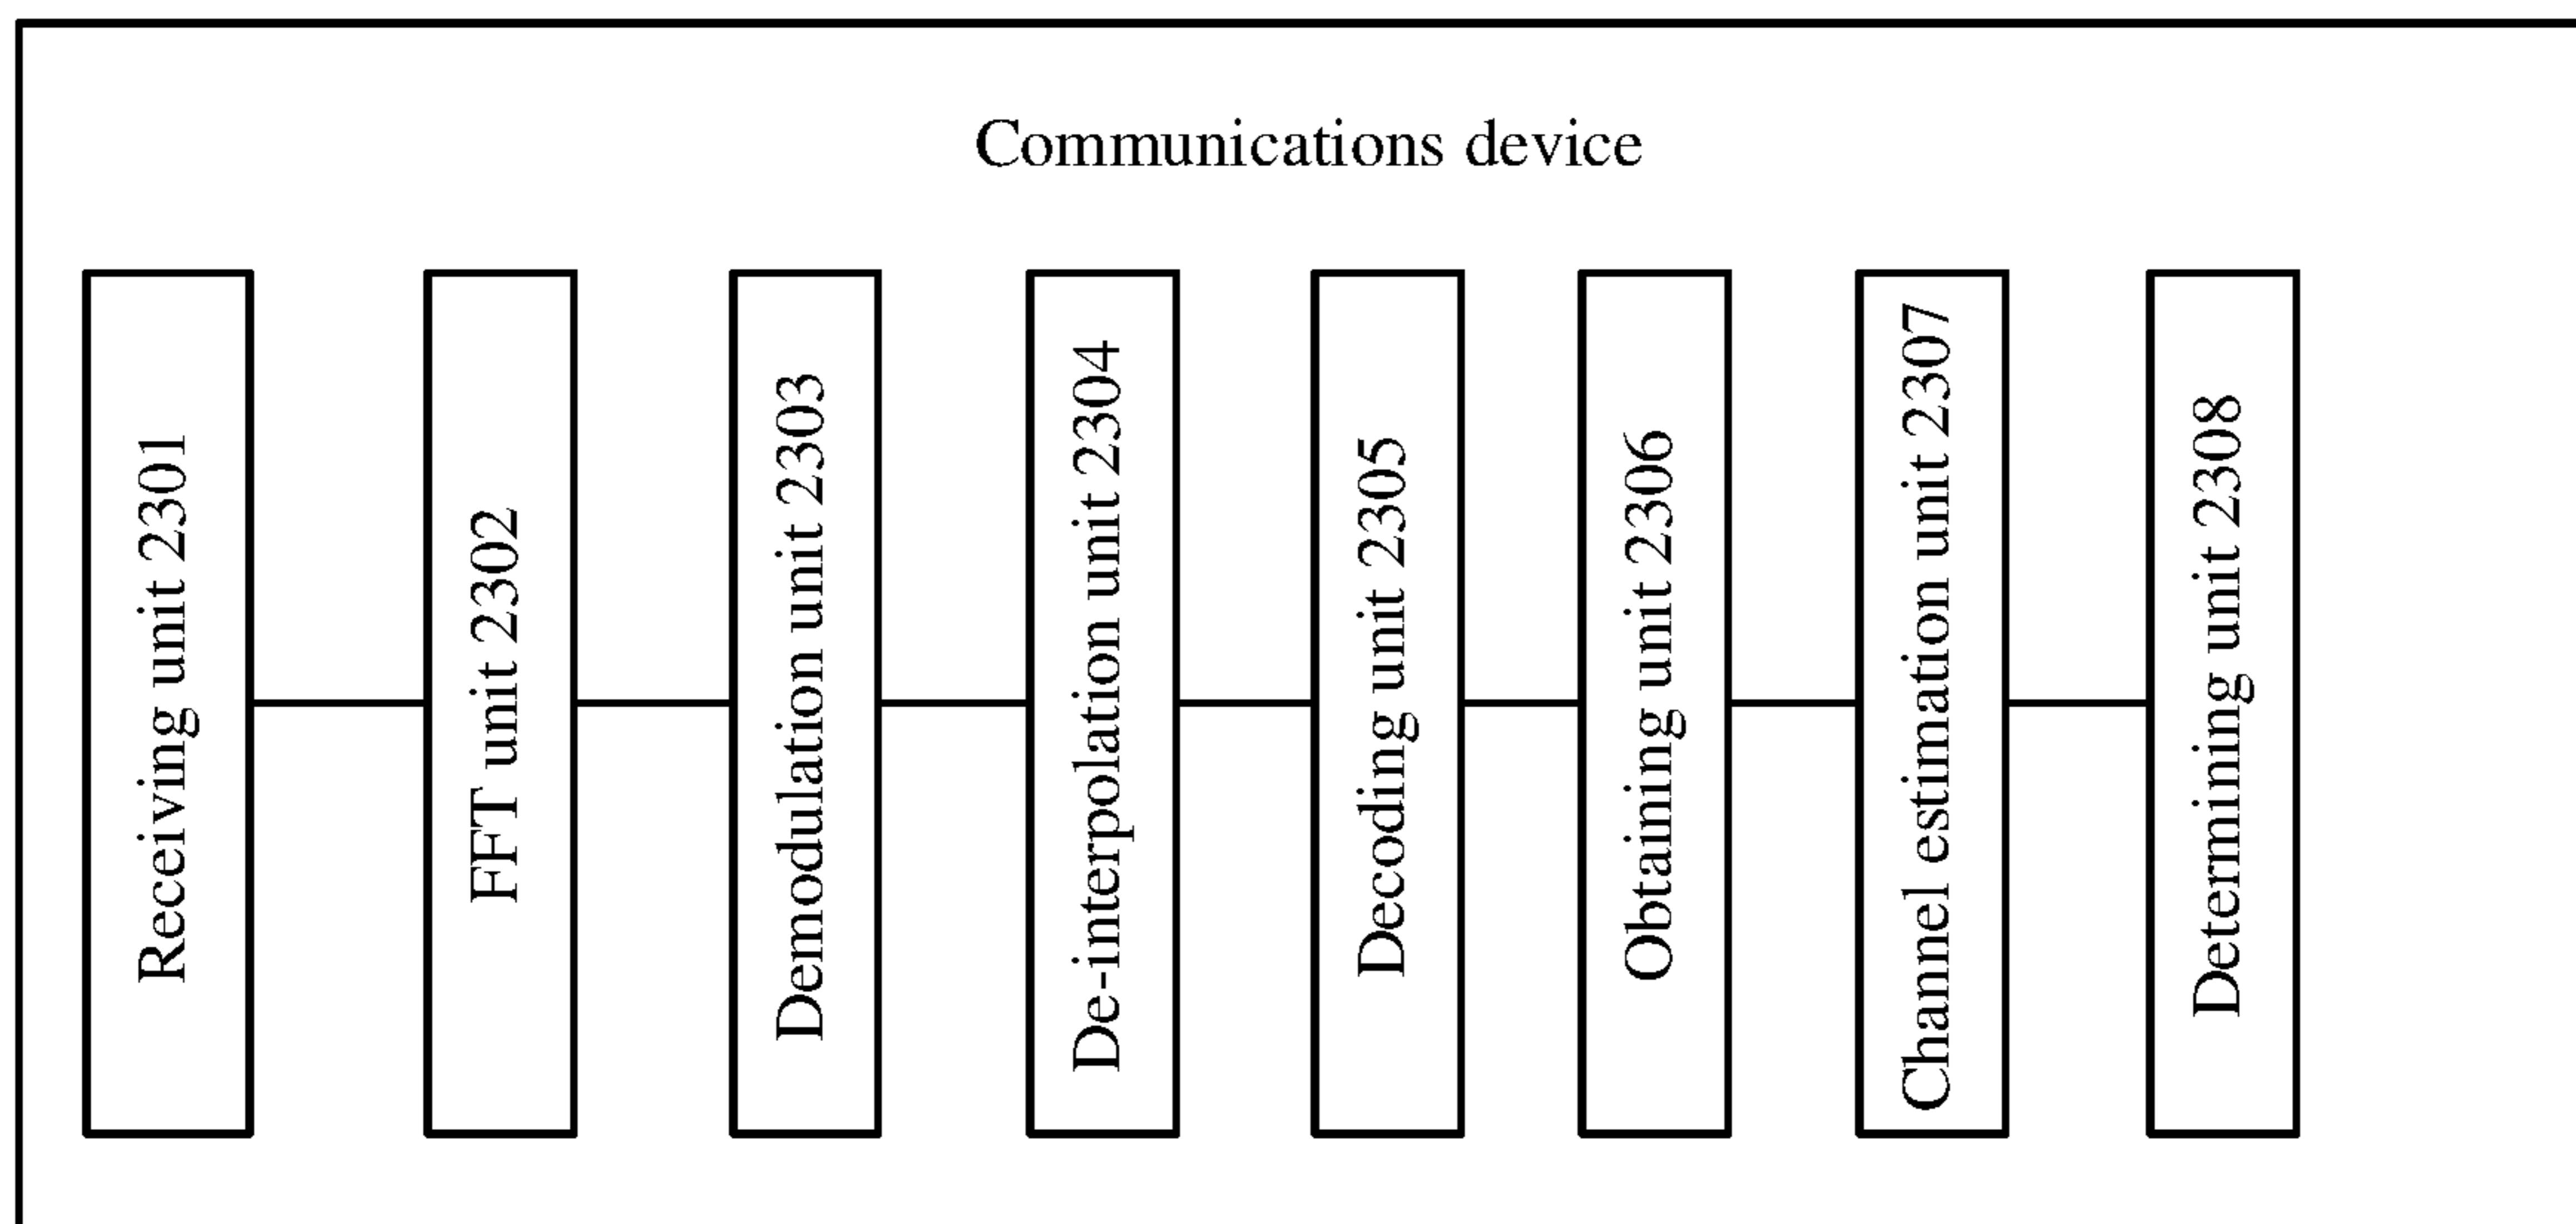 Communications device
Receiving unit 2301
FFT unit 2302
Demodulation unit 2303
De-interpolation unit 2304
Decoding unit 2305
Obtaining unit 2306
Channel estimation unit 2307
Determining unit 2308